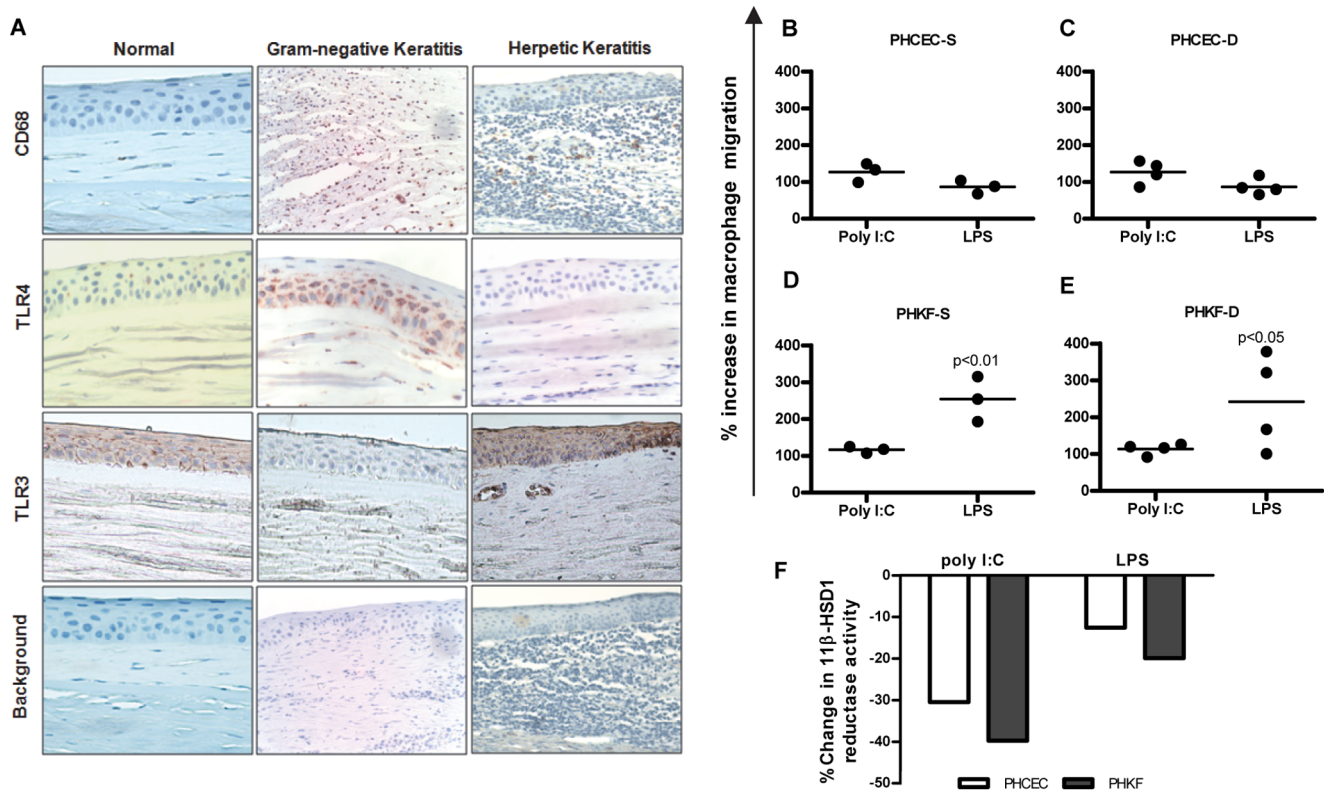 A
Normal
Gram-negative Keratitis
Herpetic Keratitis
CD68
TLR4
TLR3
Background
% increase in macrophage migration
B
PHCEC-S
400
300
200
100
0
Poly I:C
LPS
C
PHCEC-D
400
300
200
100
0
Poly I:C
LPS
D
PHKF-S
p<0.01
400
300
200
100
0
Poly I:C
LPS
E
PHKF-D
p<0.05
400
300
200
100
0
Poly I:C
LPS
F
poly I:C
LPS
%Change in 11β-HSD1
reductase activity
0
-10
-20
-30
-40
-50
PHCEC
PHKF